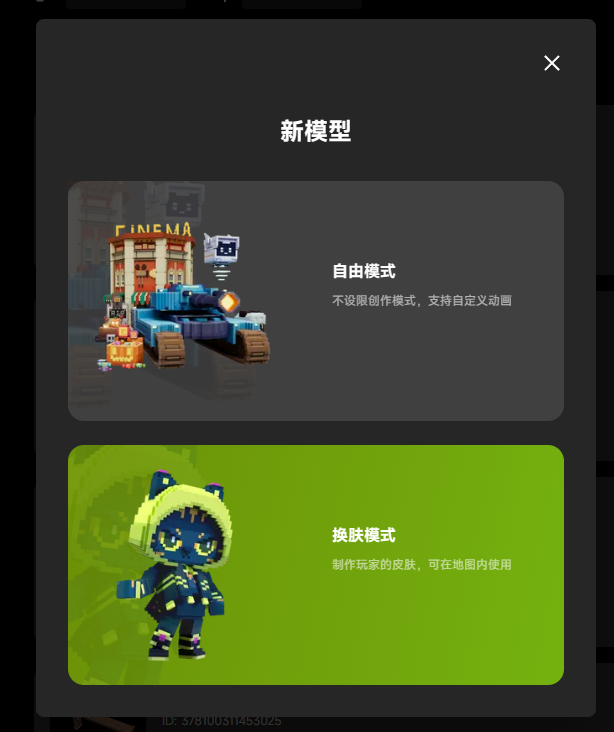 新模型
CINEMA
自由模式
不设限创作模式，支持自定义动画
换肤模式
制作玩家的皮肤，可在地图内使用
ID: 378100311453025